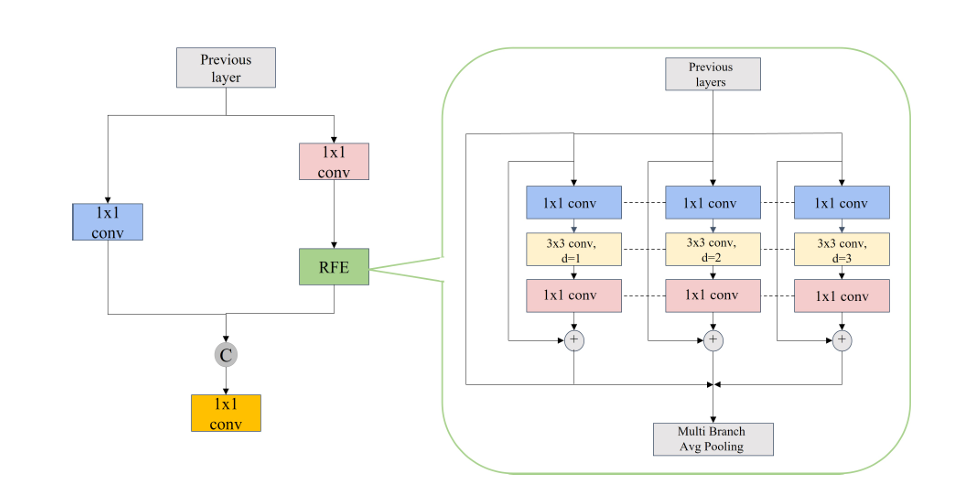 Previous
layer
1x1
conv
1x1
conv
RFE
C
1x1
conv
Previous
layers
1x1 conv
1x1 conv
1x1 conv
3x3 conv,
d=1
3x3 conv,
d=2
3x3 conv,
d=3
1x1 conv
1x1 conv
1x1 conv
+
+
+
Multi Branch
Avg Pooling